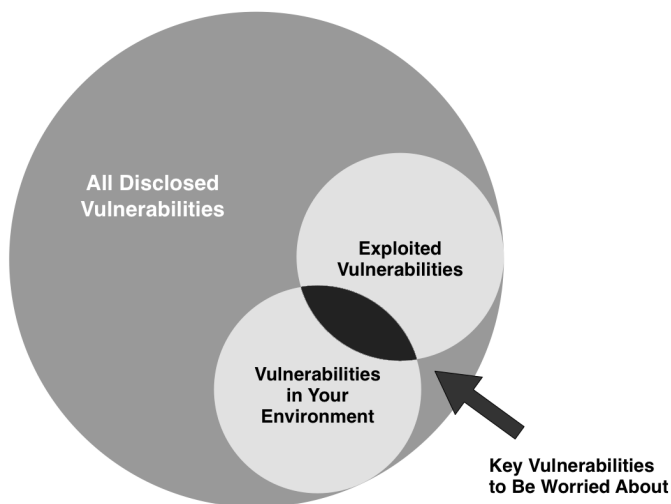 All Disclosed
Vulnerabilities
Exploited
Vulnerabilities
Vulnerabilities
in Your
Environment
Key Vulnerabilities
to Be Worried About